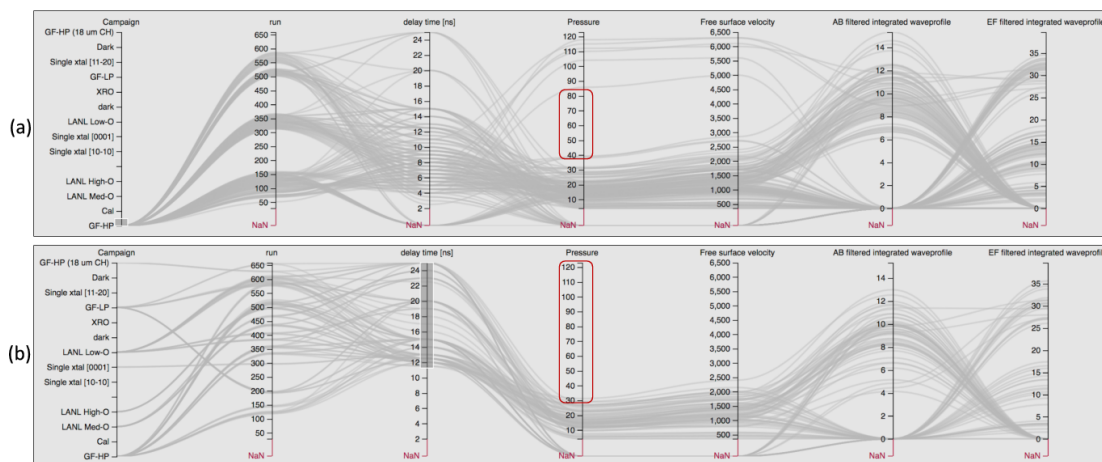 Campaign run delay time [ns] Pressure Free surface velocity AB filtered integrated waveprofile EF filtered integrated waveprofile
GF-HP (18 um CH) 650 24 120 6,500 14 35
Dark 600 22 110 6,000 12 30
Single xtal [11-20] 550 20 100 5,500 10 25
GF-LP 500 18 90 5,000 8 20
XRO 450 16 80 4,500 6 15
dark 400 14 70 4,000 4 10
LANL Low-O 350 12 60 3,500 2 5
Single xtal [0001] 300 10 50 3,000 0 0
Single xtal [10-10] 250 8 40 2,500
LANL High-O 200 6 30 2,000
LANL Med-O 150 4 20 1,500
Cal 100 2 10 1,000
GF-HP 50 500
NaN NaN NaN NaN NaN NaN
(a)
Campaign run delay time [ns] Pressure Free surface velocity AB filtered integrated waveprofile EF filtered integrated waveprofile
GF-HP (18 um CH) 650 24 120 6,500 14 35
Dark 600 22 110 6,000 12 30
Single xtal [11-20] 550 20 100 5,500 10 25
GF-LP 500 18 90 5,000 8 20
XRO 450 16 80 4,500 6 15
dark 400 14 70 4,000 4 10
LANL Low-O 350 12 60 3,500 2 5
Single xtal [0001] 300 10 50 3,000 0 0
Single xtal [10-10] 250 8 40 2,500
LANL High-O 200 6 30 2,000
LANL Med-O 150 4 20 1,500
Cal 100 2 10 1,000
GF-HP 50 500
NaN NaN NaN NaN NaN NaN
(b)